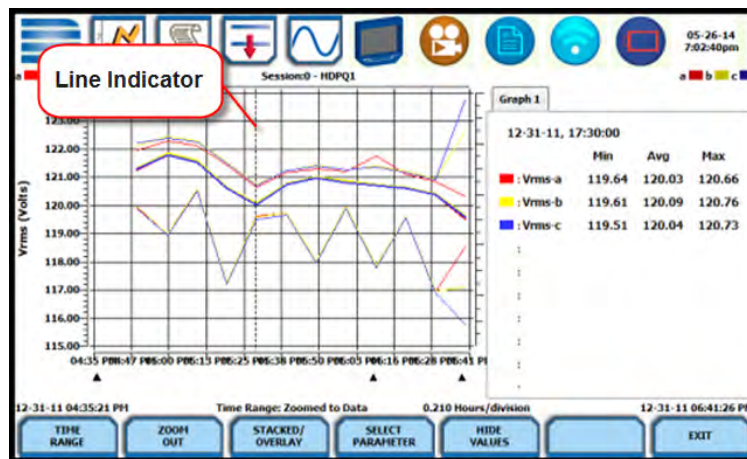 05-26-14
7:02:40pm
Line Indicator
a
Session:0 - HDPQ1
a b c
Graph 1
12-31-11, 17:30:00
Min Avg Max
: Vrms-a 119.64 120.03 120.66
: Vrms-b 119.61 120.09 120.76
: Vrms-c 119.51 120.04 120.73
:
:
:
:
:
:
Vrms (Volts)
123.00
122.00
121.00
120.00
119.00
118.00
117.00
116.00
115.00
04:35 PM
12-31-11 04:35:21 PM Time Range: Zoomed to Data 0.210 Hours/division 12-31-11 06:41:26 PM
TIME
RANGE
ZOOM
OUT
STACKED/
OVERLAY
SELECT
PARAMETER
HIDE
VALUES
EXIT